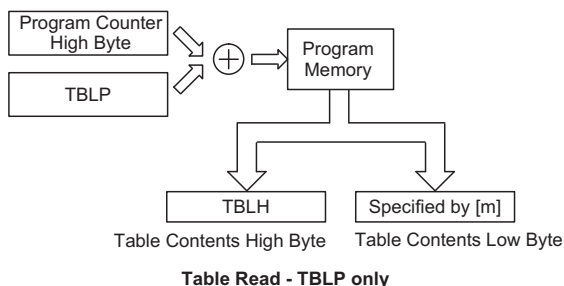 Program Counter
High Byte
TBLP
Program
Memory
TBLH
Specified by [m]
Table Contents High Byte
Table Contents Low Byte
Table Read - TBLP only